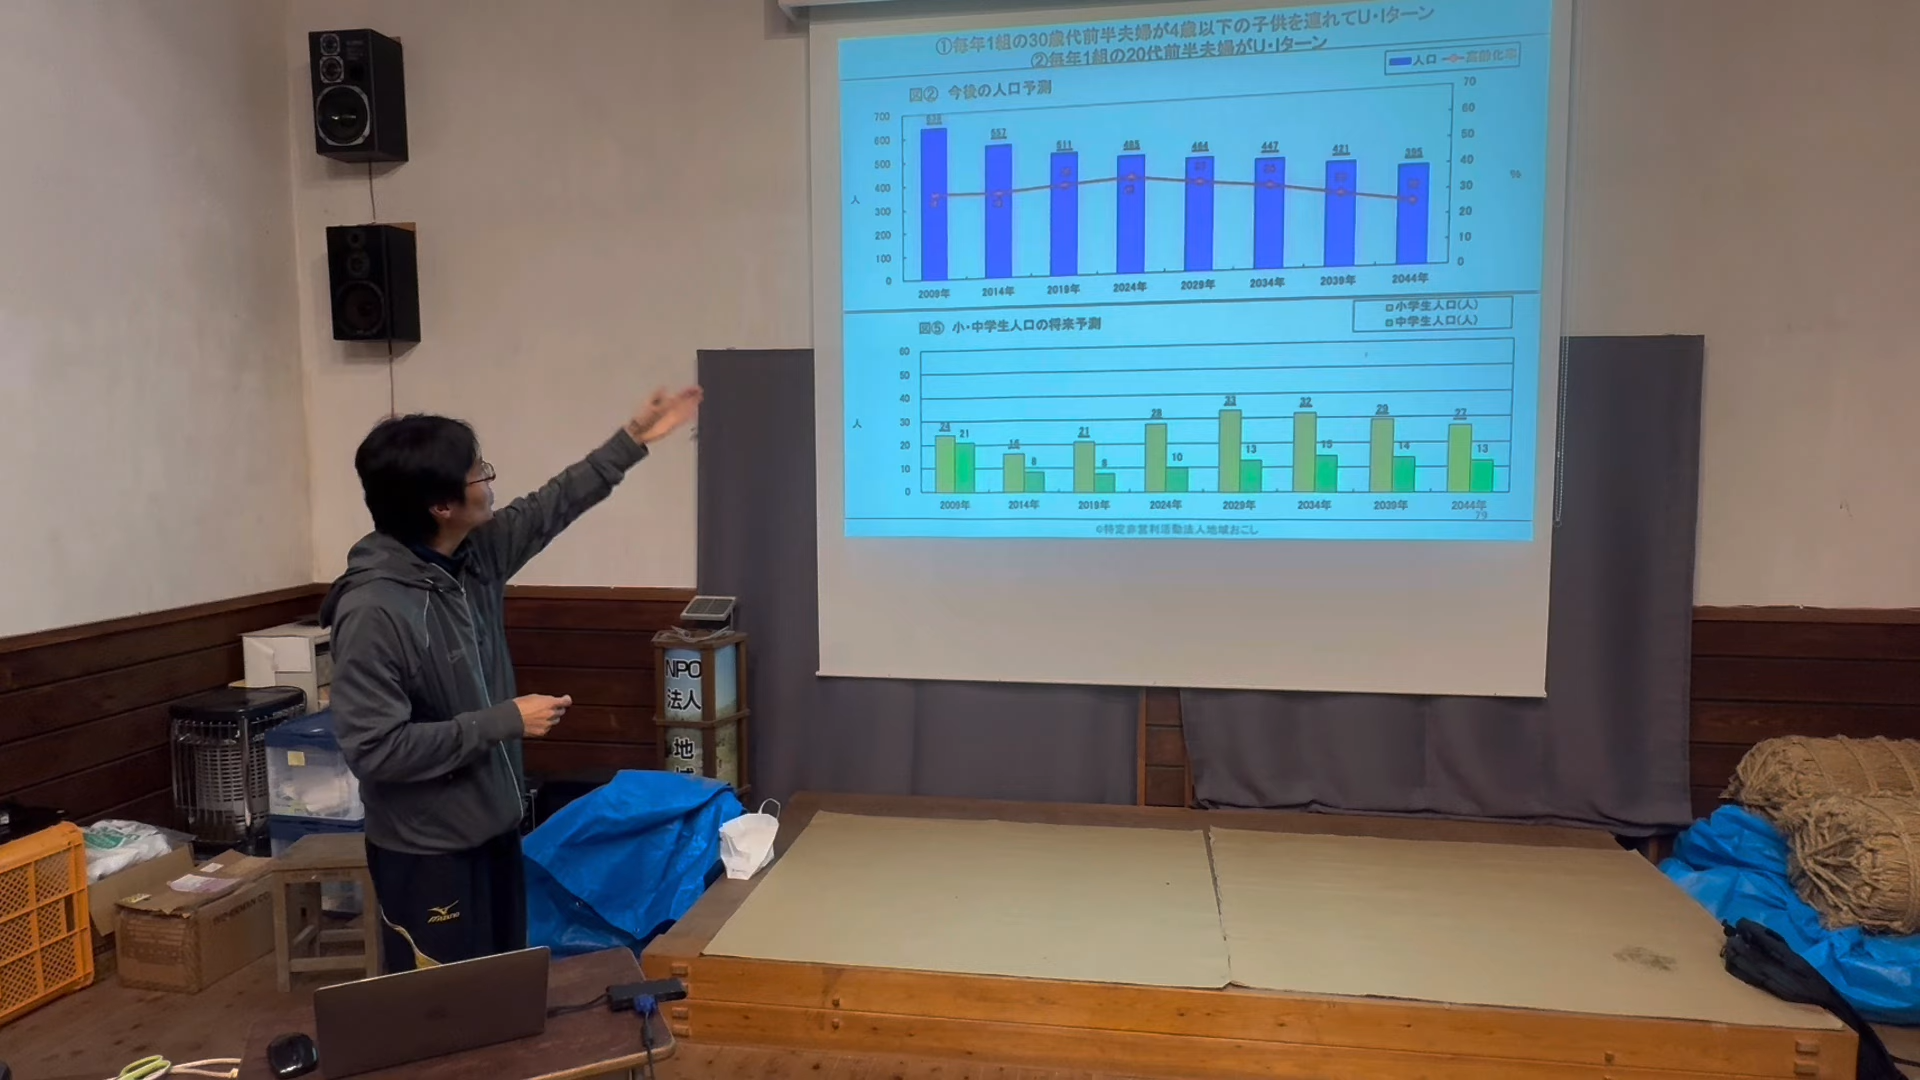 ①毎年1組の30歳代前半夫婦が4歳以下の子供を連れてU・Iターン
②毎年1組の20代前半夫婦がU・Iターン
人口 高齢化率
図② 今後の人口予測
700
600
500
400
300
200
100
0
人
70
60
50
40
30
20
10
0
%
557 511 485 464 447 421 395
2009年 2014年 2019年 2024年 2029年 2034年 2039年 2044年
図⑤ 小・中学生人口の将来予測
小学生人口(人)
中学生人口(人)
60
50
40
30
20
10
0
人
24 21 16 8 21 28 10 33 13 32 29 14 27 13
2009年 2014年 2019年 2024年 2029年 2034年 2039年 2044年
79
©特定非営利活動法人地域おこし
NPO
法人
地
域
MIZUNO